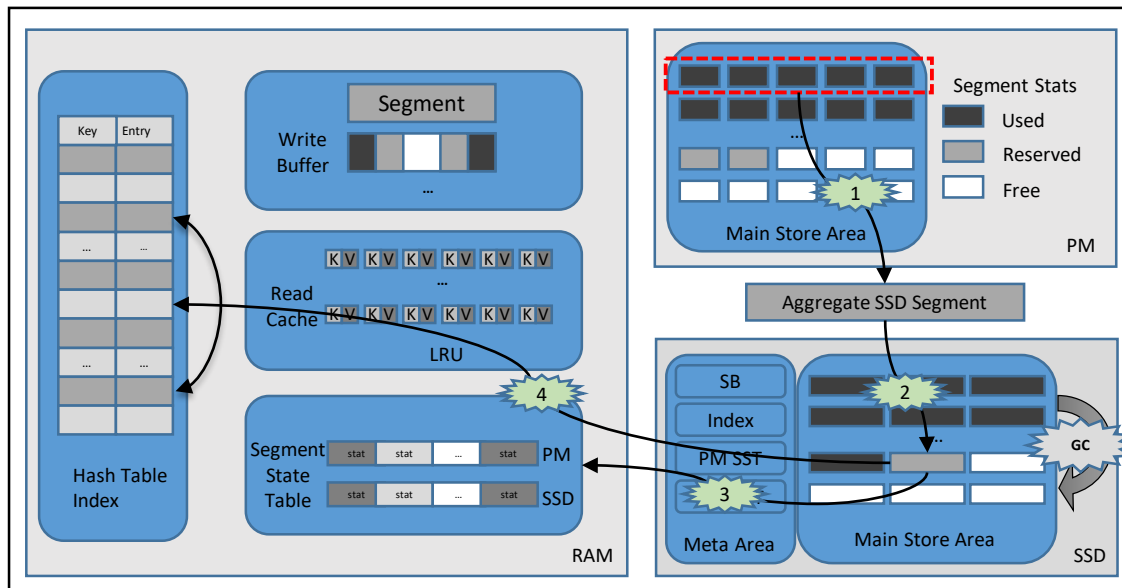 Key Entry
... ...
... ...
Hash Table
Index
Segment
Write
Buffer
...
K V K V K V K V K V K V
...
Read
Cache
K V K V K V K V K V K V
LRU
4
Segment
State
Table
stat stat ... stat PM
stat stat ... stat SSD
RAM
...
1
Main Store Area
Segment Stats
Used
Reserved
Free
PM
Aggregate SSD Segment
SB
Index
PM SST
3
Meta Area
2
..
GC
Main Store Area
SSD